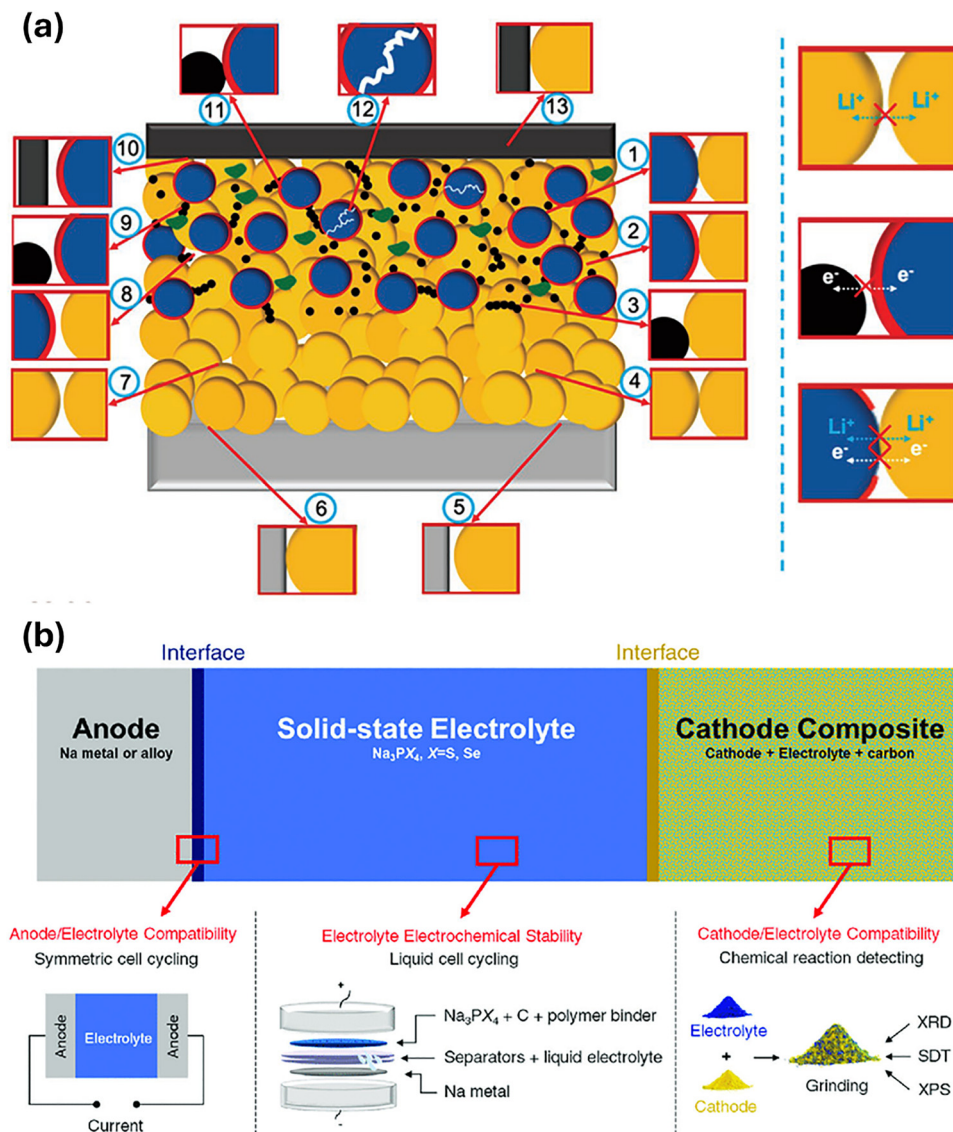 (a)
11
12
13
10
1
9
2
8
3
7
4
6
5
Li⁺ Li⁺
e⁻ e⁻
Li⁺ Li⁺
e⁻ e⁻
(b)
Interface Interface
Anode
Na metal or alloy
Solid-state Electrolyte
Na₃PX₄, X=S, Se
Cathode Composite
Cathode + Electrolyte + carbon
Anode/Electrolyte Compatibility
Symmetric cell cycling
Anode Electrolyte Anode
Current
Electrolyte Electrochemical Stability
Liquid cell cycling
+
Na₃PX₄ + C + polymer binder
Separators + liquid electrolyte
Na metal
-
Cathode/Electrolyte Compatibility
Chemical reaction detecting
Electrolyte
+
Cathode
Grinding
XRD
SDT
XPS